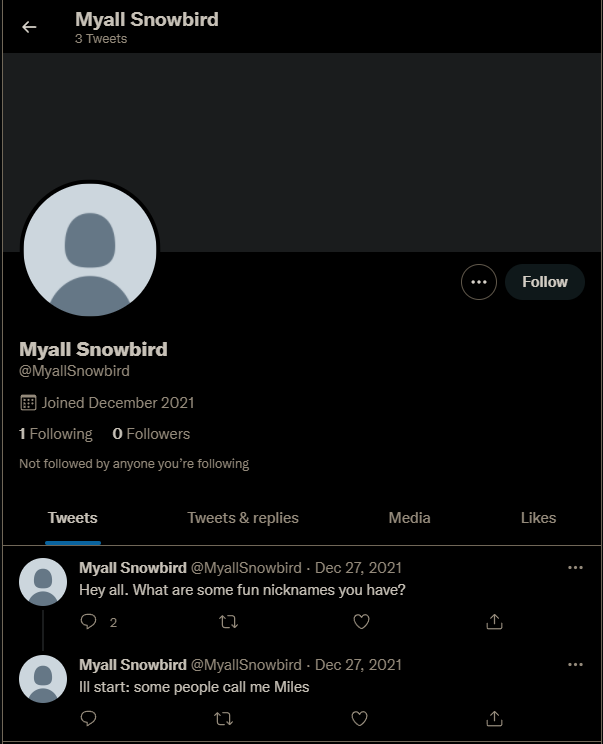 Myall Snowbird
3 Tweets
Follow
Myall Snowbird
@MyallSnowbird
Joined December 2021
1 Following 0 Followers
Not followed by anyone you’re following
Tweets Tweets & replies Media Likes
Myall Snowbird @MyallSnowbird · Dec 27, 2021
Hey all. What are some fun nicknames you have?
2
Myall Snowbird @MyallSnowbird · Dec 27, 2021
Ill start: some people call me Miles